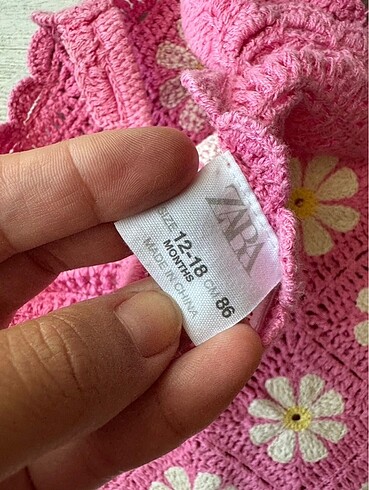 ZARA
SIZE 12-18 CM 86
MONTHS
MADE IN CHINA